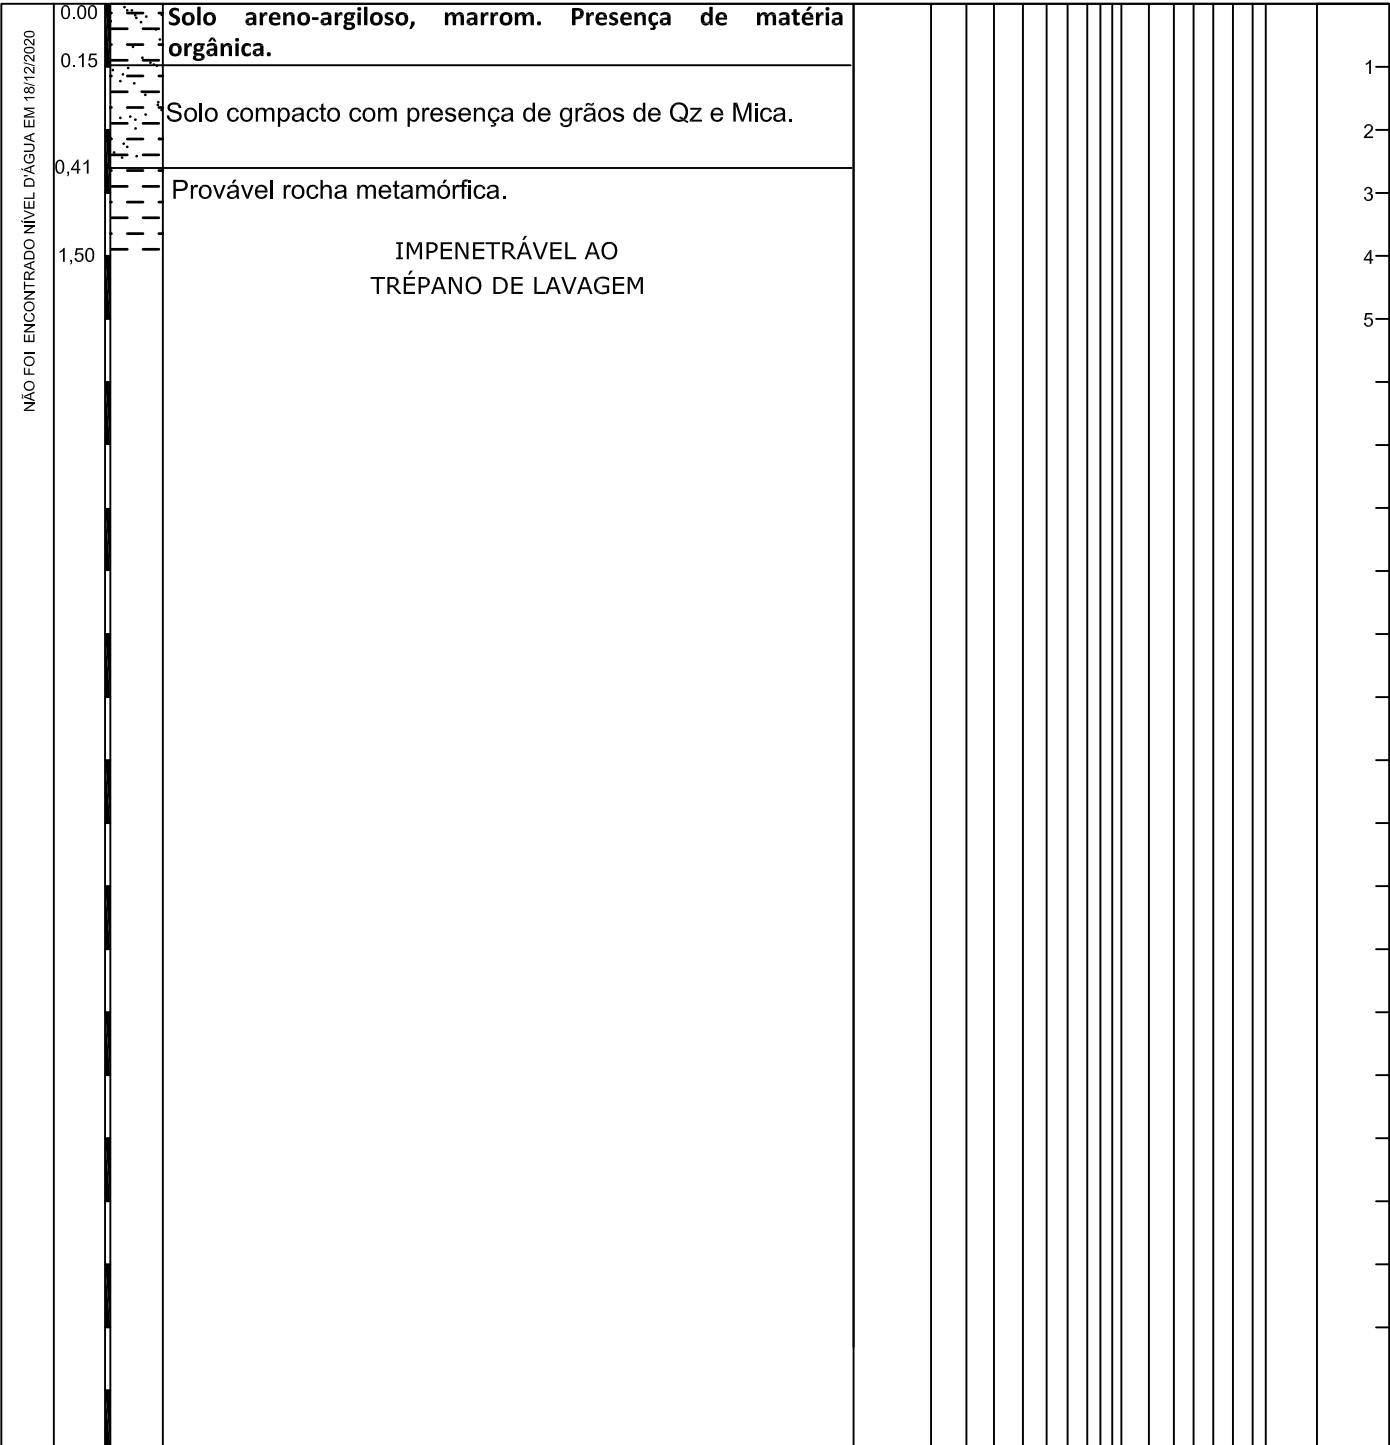 NÃO FOI ENCONTRADO NÍVEL D'ÁGUA EM 18/12/2020
0.00
Solo areno-argiloso, marrom. Presença de matéria
orgânica.
0.15
Solo compacto com presença de grãos de Qz e Mica.
0,41
Provável rocha metamórfica.
1,50
IMPENETRÁVEL AO
TRÉPANO DE LAVAGEM
1
2
3
4
5